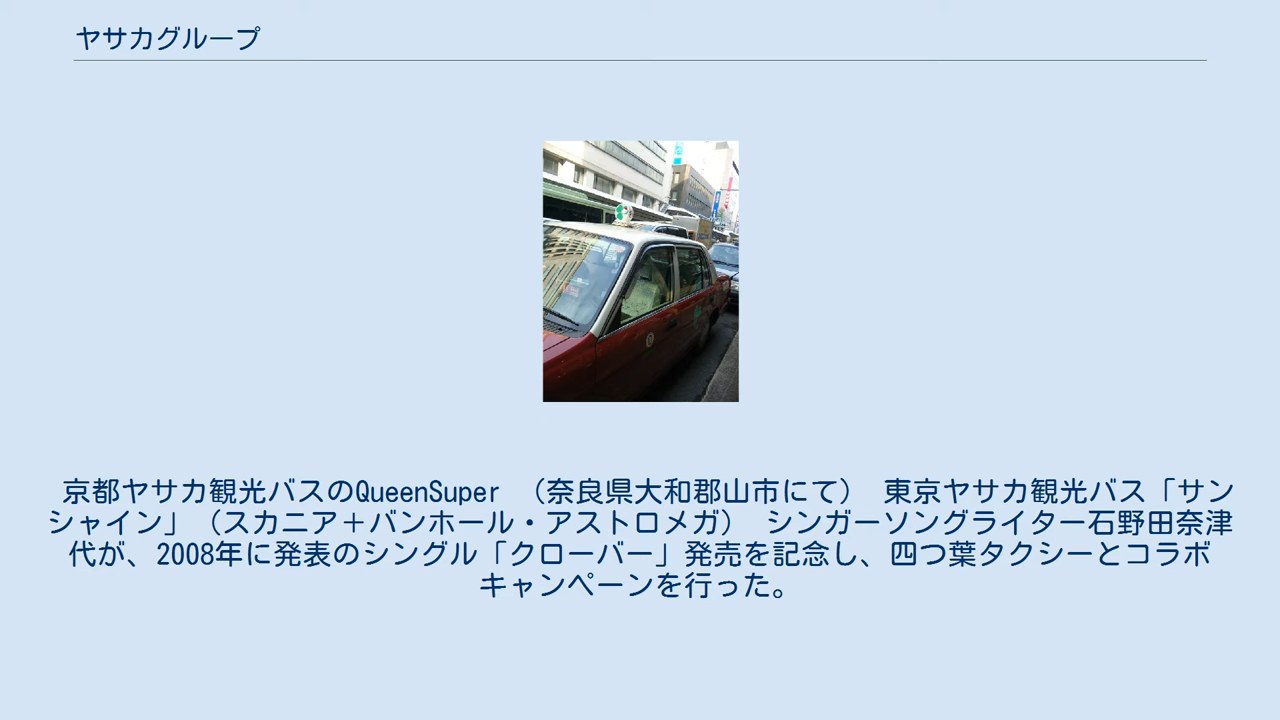 ヤサカグループ
京都ヤサカ観光バスのQueenSuper （奈良県大和郡山市にて） 東京ヤサカ観光バス「サン
シャイン」（スカニア＋バンホール・アストロメガ） シンガーソングライター石野田奈津
代が、2008年に発表のシングル「クローバー」発売を記念し、四つ葉タクシーとコラボ
キャンペーンを行った。